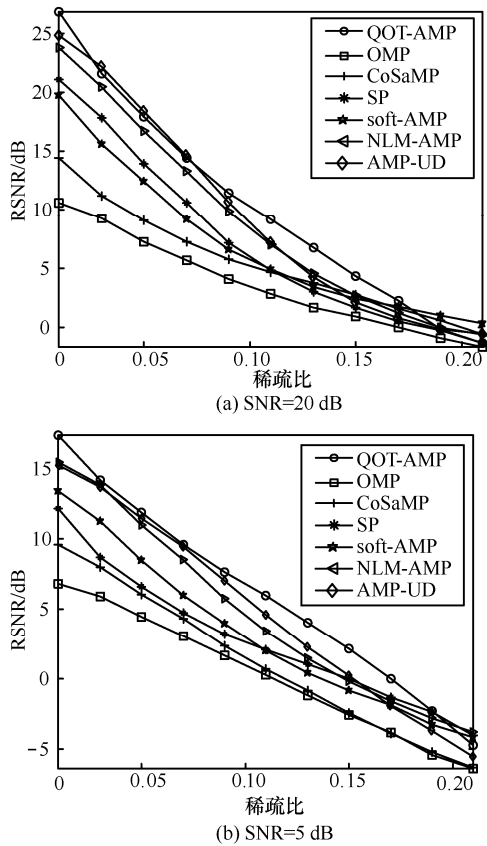 25
20
15
10
5
0
RSNR/dB
QOT-AMP
OMP
CoSaMP
SP
soft-AMP
NLM-AMP
AMP-UD
0 0.05 0.10 0.15 0.20
稀疏比
(a) SNR=20 dB
15
10
5
0
−5
RSNR/dB
QOT-AMP
OMP
CoSaMP
SP
soft-AMP
NLM-AMP
AMP-UD
0 0.05 0.10 0.15 0.20
稀疏比
(b) SNR=5 dB